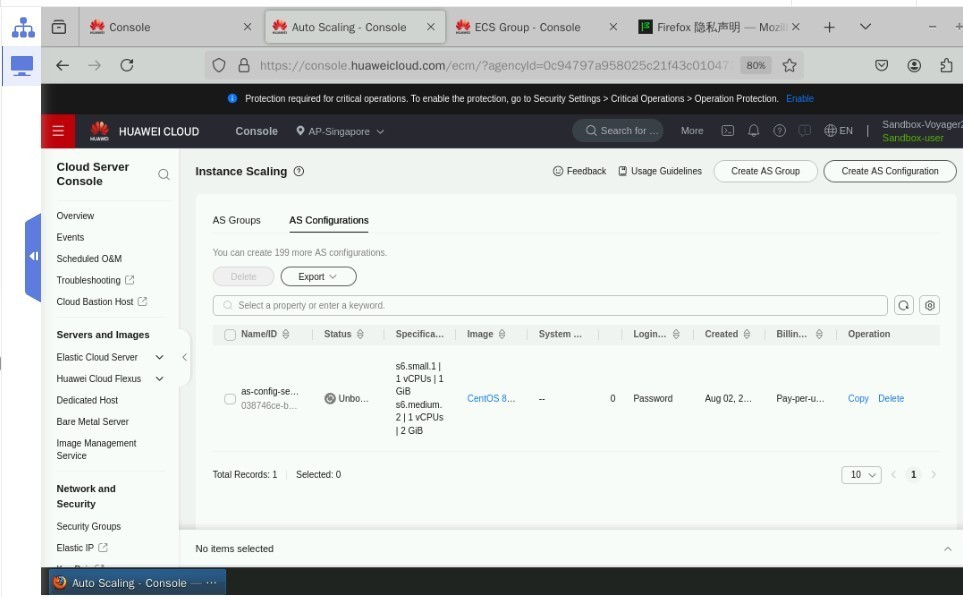 Console
Auto Scaling - Console
ECS Group - Console
Firefox 隐私声明 — Mozil
https://console.huaweicloud.com/ecm/?agencyId=0c94797a958025c21f43c01047
80%
Protection required for critical operations. To enable the protection, go to Security Settings > Critical Operations > Operation Protection. Enable
HUAWEI
HUAWEI CLOUD
Console
AP-Singapore
Search for ...
More
EN
Sandbox-Voyager2
Sandbox-user
Cloud Server
Console
Overview
Events
Scheduled O&M
Troubleshooting
Cloud Bastion Host
Servers and Images
Elastic Cloud Server
Huawei Cloud Flexus
Dedicated Host
Bare Metal Server
Image Management
Service
Network and
Security
Security Groups
Elastic IP
Instance Scaling
Feedback
Usage Guidelines
Create AS Group
Create AS Configuration
AS Groups
AS Configurations
You can create 199 more AS configurations.
Delete
Export
Select a property or enter a keyword.
Name/ID
Status
Specifica...
Image
System ...
Login...
Created
Billin...
Operation
as-config-se...
038746ce-b...
Unbo...
s6.small.1 |
1 vCPUs | 1
GiB
s6.medium.
2 | 1 vCPUs
| 2 GiB
CentOS 8...
--
0
Password
Aug 02, 2...
Pay-per-u...
Copy
Delete
Total Records: 1
Selected: 0
10
1
No items selected
Auto Scaling - Console — ···